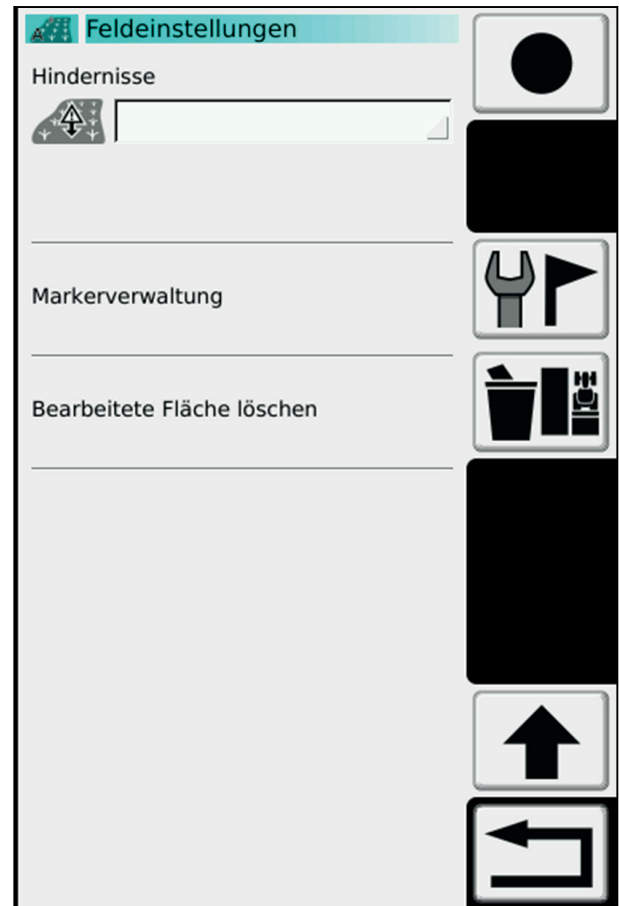 Feldeinstellungen
Hindernisse
Markerverwaltung
Bearbeitete Fläche löschen